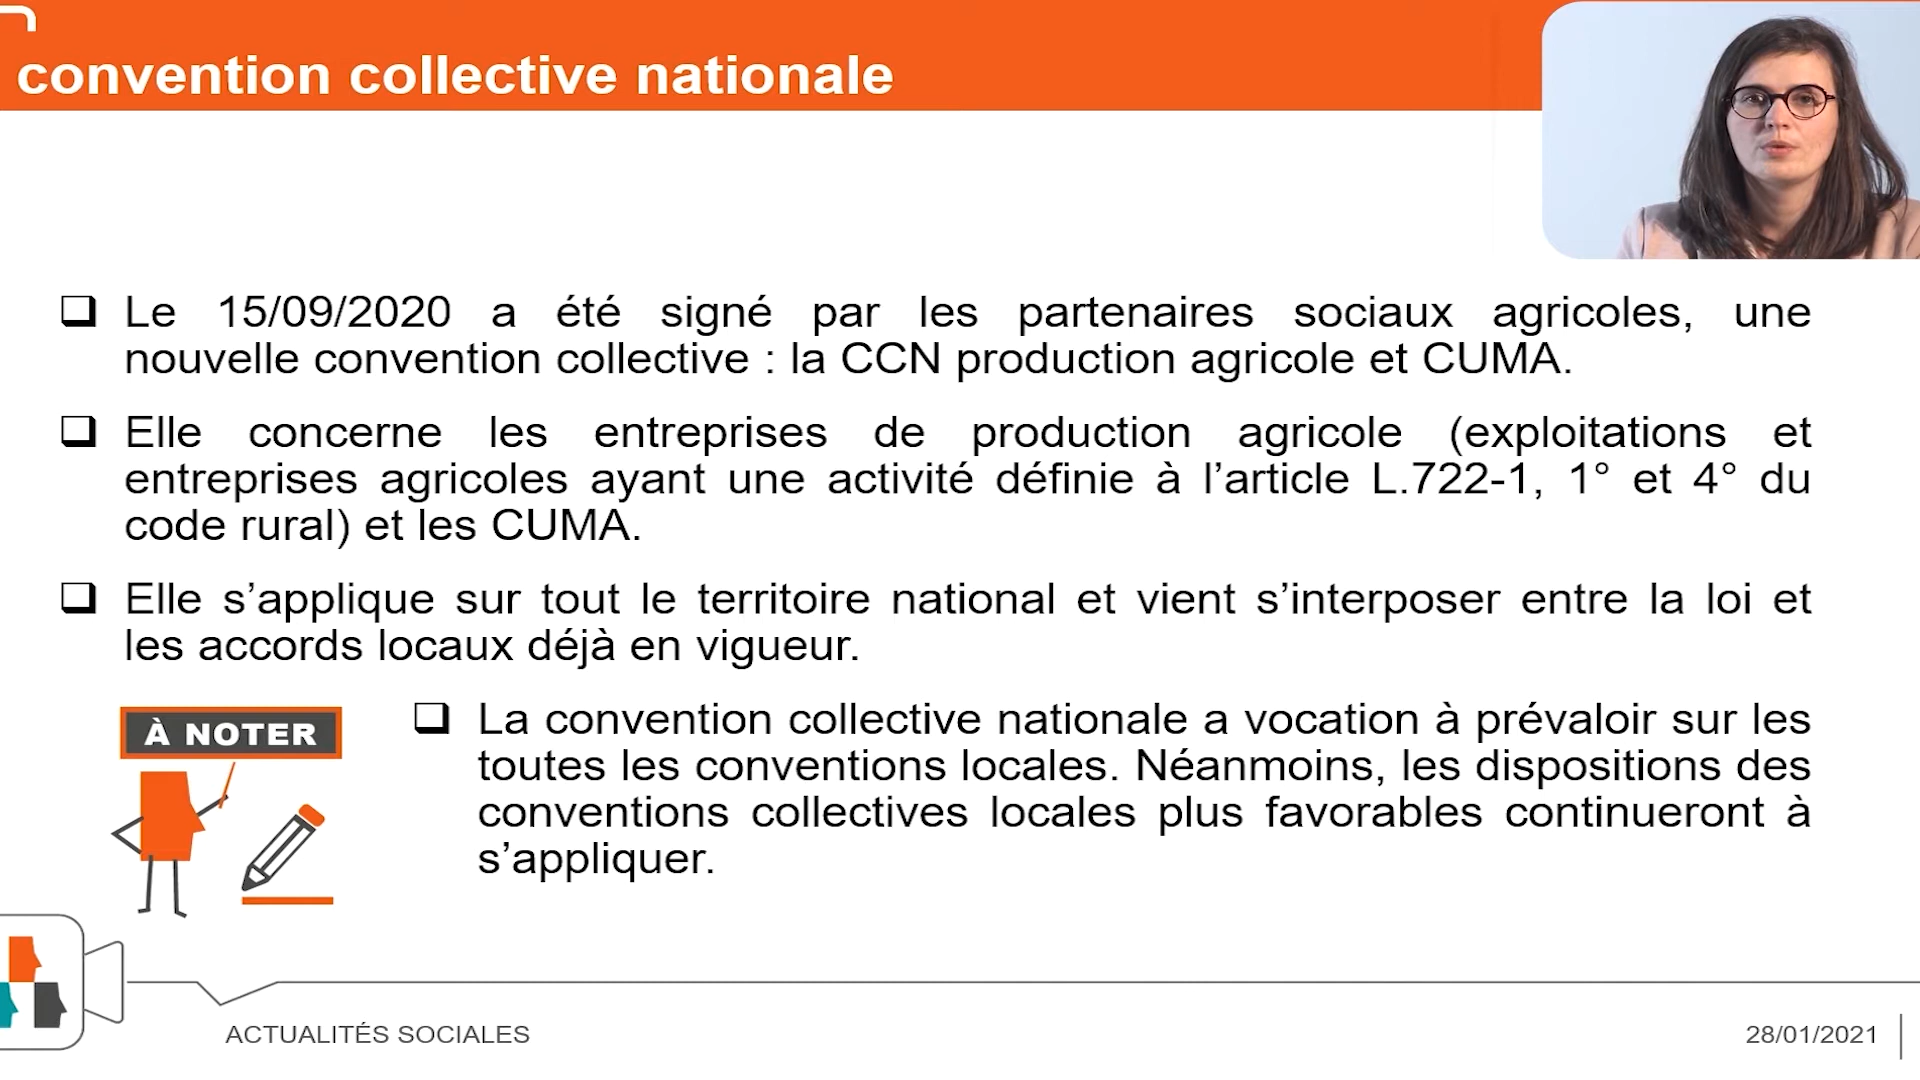 convention collective nationale
❑ Le 15/09/2020 a été signé par les partenaires sociaux agricoles, une
nouvelle convention collective : la CCN production agricole et CUMA.
❑ Elle concerne les entreprises de production agricole (exploitations et
entreprises agricoles ayant une activité définie à l’article L.722-1, 1° et 4° du
code rural) et les CUMA.
❑ Elle s’applique sur tout le territoire national et vient s’interposer entre la loi et
les accords locaux déjà en vigueur.
À NOTER
❑ La convention collective nationale a vocation à prévaloir sur les
toutes les conventions locales. Néanmoins, les dispositions des
conventions collectives locales plus favorables continueront à
s’appliquer.
ACTUALITÉS SOCIALES
28/01/2021